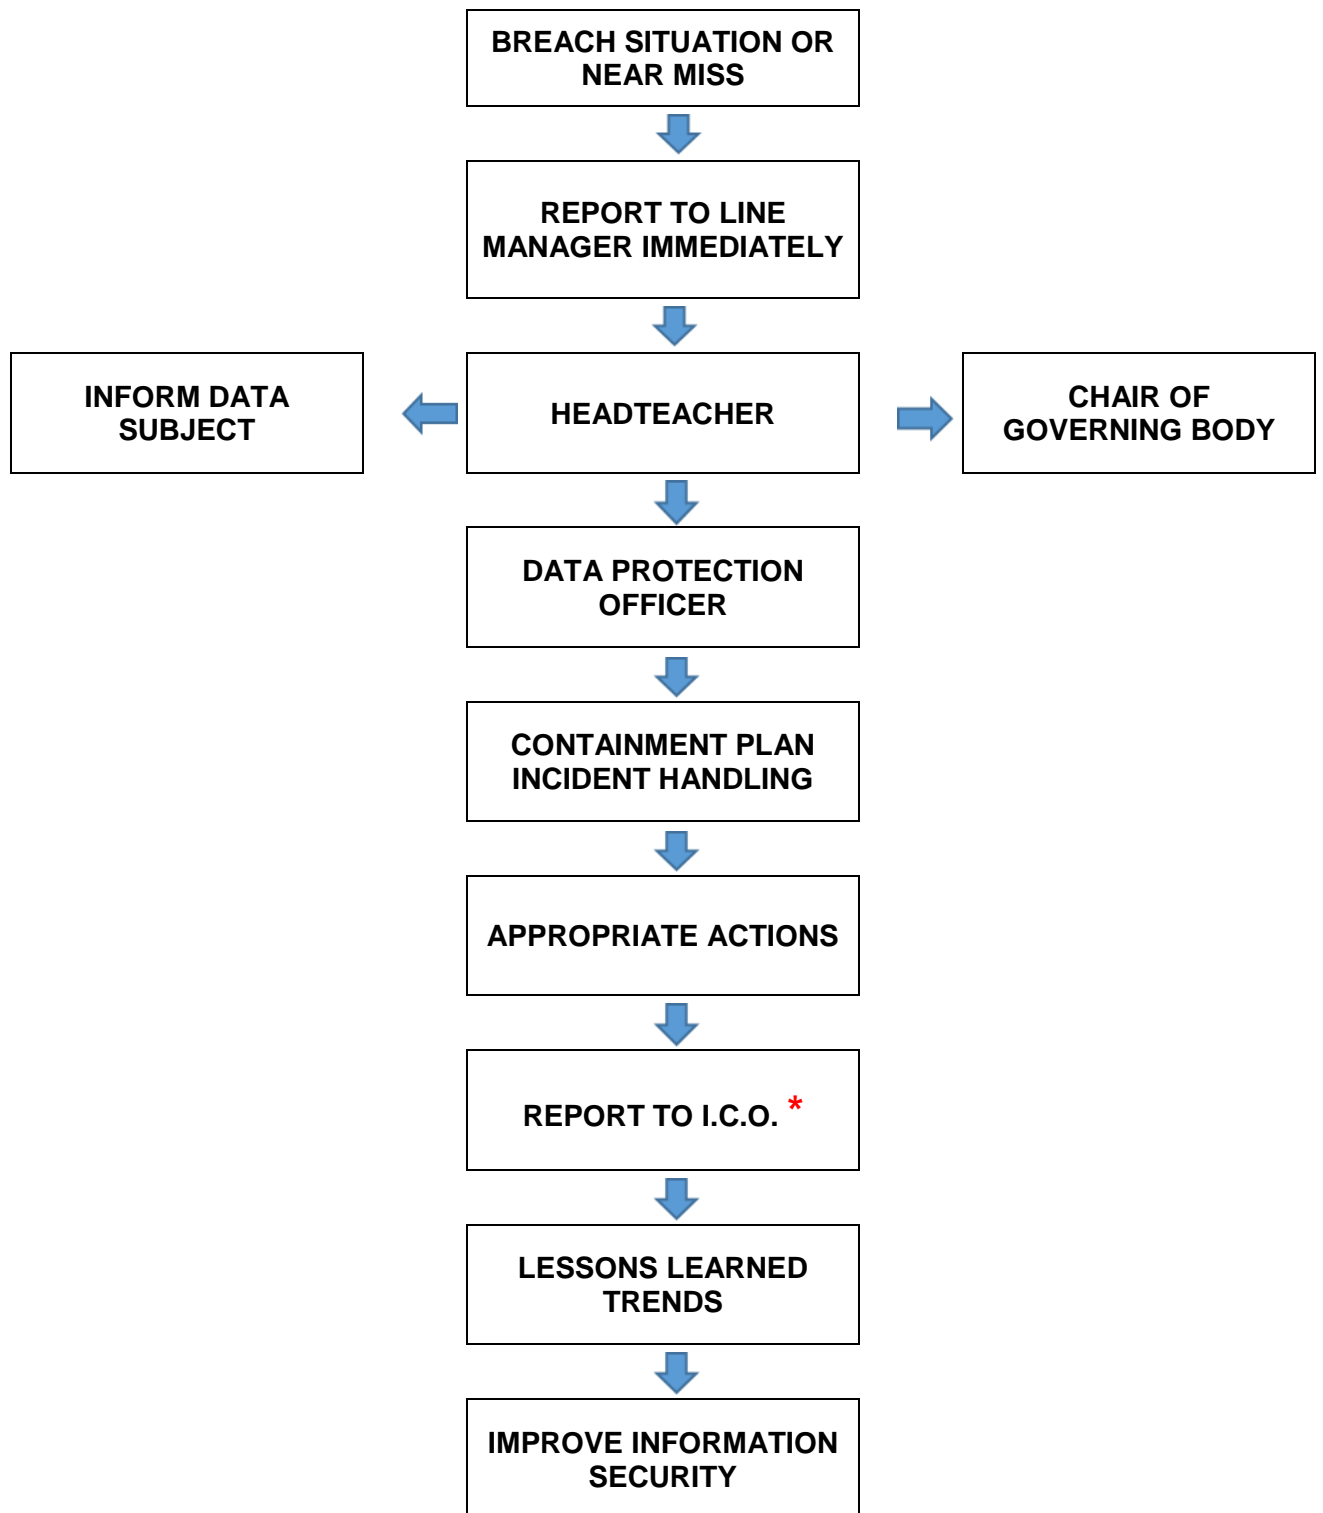 BREACH SITUATION OR
NEAR MISS
REPORT TO LINE
MANAGER IMMEDIATELY
INFORM DATA
SUBJECT
HEADTEACHER
CHAIR OF
GOVERNING BODY
DATA PROTECTION
OFFICER
CONTAINMENT PLAN
INCIDENT HANDLING
APPROPRIATE ACTIONS
REPORT TO I.C.O. *
LESSONS LEARNED
TRENDS
IMPROVE INFORMATION
SECURITY